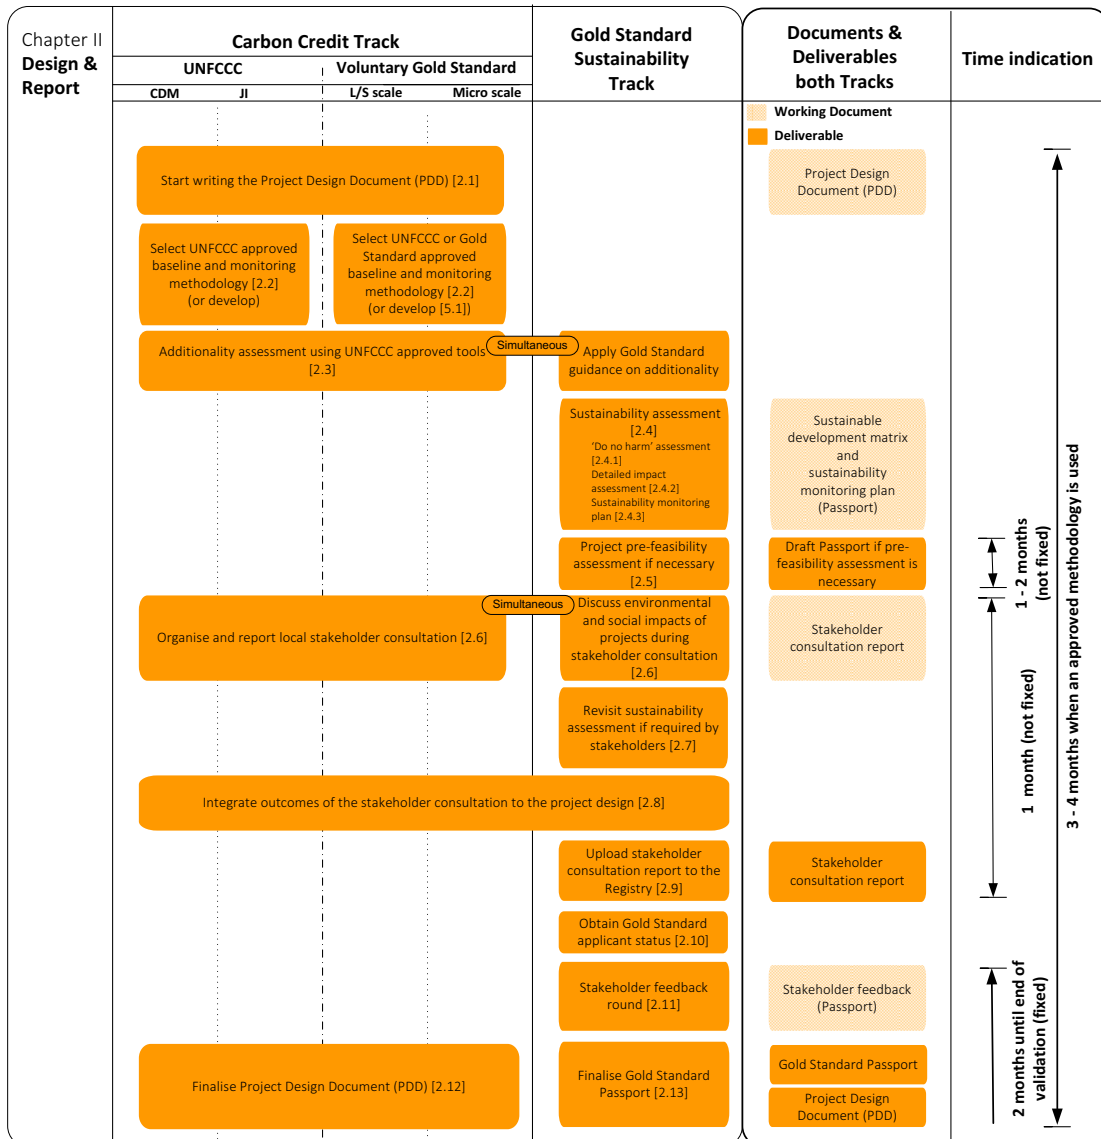 Chapter II
Design &
Report
Carbon Credit Track
UNFCCC
Voluntary Gold Standard
CDM
JI
L/S scale
Micro scale
Gold Standard
Sustainability
Track
Documents &
Deliverables
both Tracks
Time indication
Working Document
Deliverable
Start writing the Project Design Document (PDD) [2.1]
Project Design
Document (PDD)
Select UNFCCC approved
baseline and monitoring
methodology [2.2]
(or develop)
Select UNFCCC or Gold
Standard approved
baseline and monitoring
methodology [2.2]
(or develop [5.1])
Additionality assessment using UNFCCC approved tools
[2.3]
Simultaneous
Apply Gold Standard
guidance on additionality
Sustainability assessment
[2.4]
‘Do no harm’ assessment
[2.4.1]
Detailed impact
assessment [2.4.2]
Sustainability monitoring
plan [2.4.3]
Sustainable
development matrix
and
sustainability
monitoring plan
(Passport)
Project pre-feasibility
assessment if necessary
[2.5]
Draft Passport if pre-
feasibility assessment is
necessary
1 - 2 months
(not fixed)
Organise and report local stakeholder consultation [2.6]
Simultaneous
Discuss environmental
and social impacts of
projects during
stakeholder consultation
[2.6]
Stakeholder
consultation report
Revisit sustainability
assessment if required by
stakeholders [2.7]
1 month (not fixed)
3 - 4 months when an approved methodology is used
Integrate outcomes of the stakeholder consultation to the project design [2.8]
Upload stakeholder
consultation report to the
Registry [2.9]
Stakeholder
consultation report
Obtain Gold Standard
applicant status [2.10]
Stakeholder feedback
round [2.11]
Stakeholder feedback
(Passport)
2 months until end of
validation (fixed)
Finalise Project Design Document (PDD) [2.12]
Finalise Gold Standard
Passport [2.13]
Gold Standard Passport
Project Design
Document (PDD)